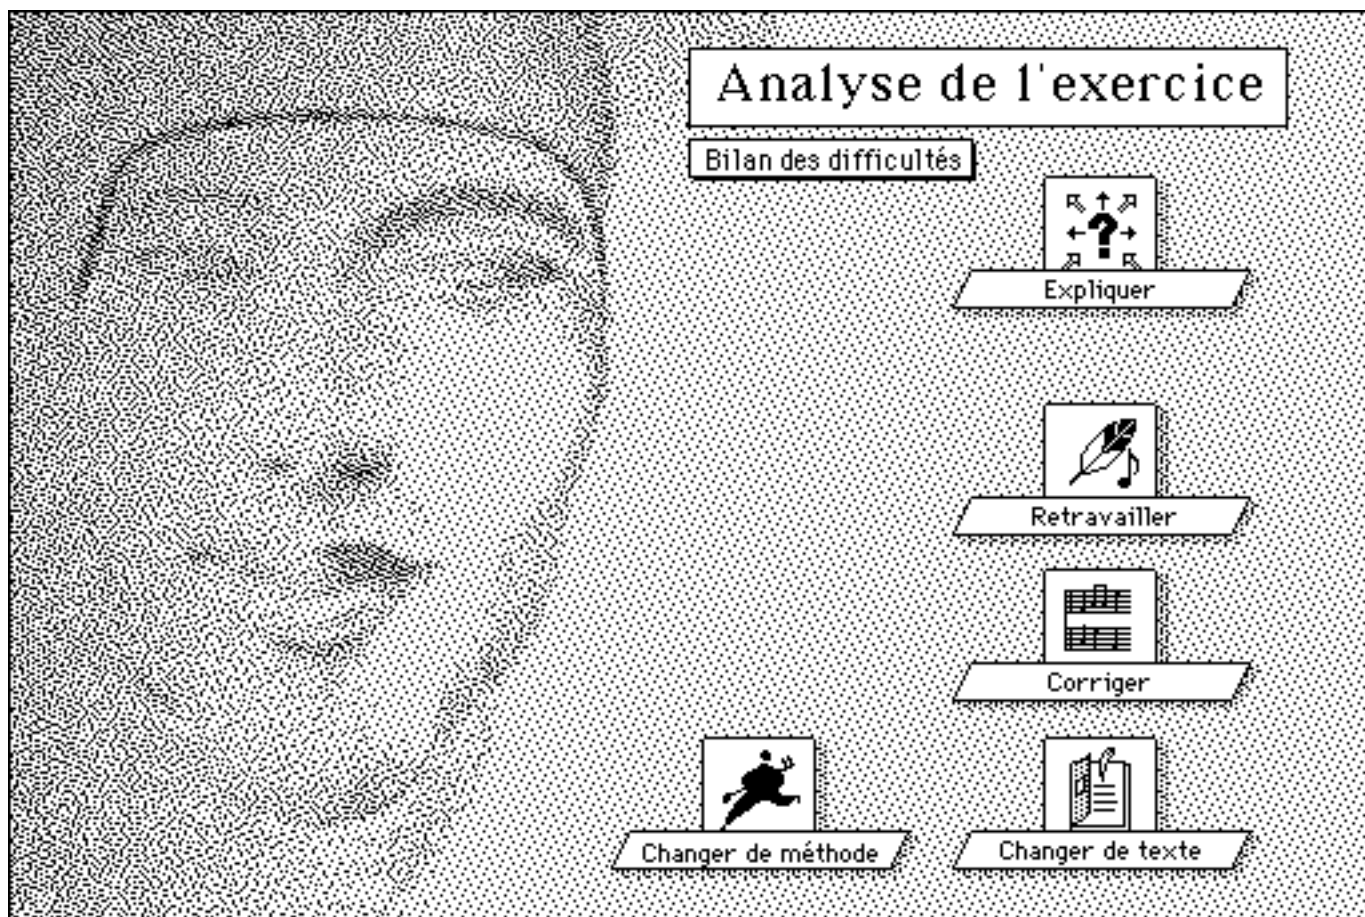 Analyse de l'exercice
Bilan des difficultés
Expliquer
Retravailler
Corriger
Changer de méthode
Changer de texte